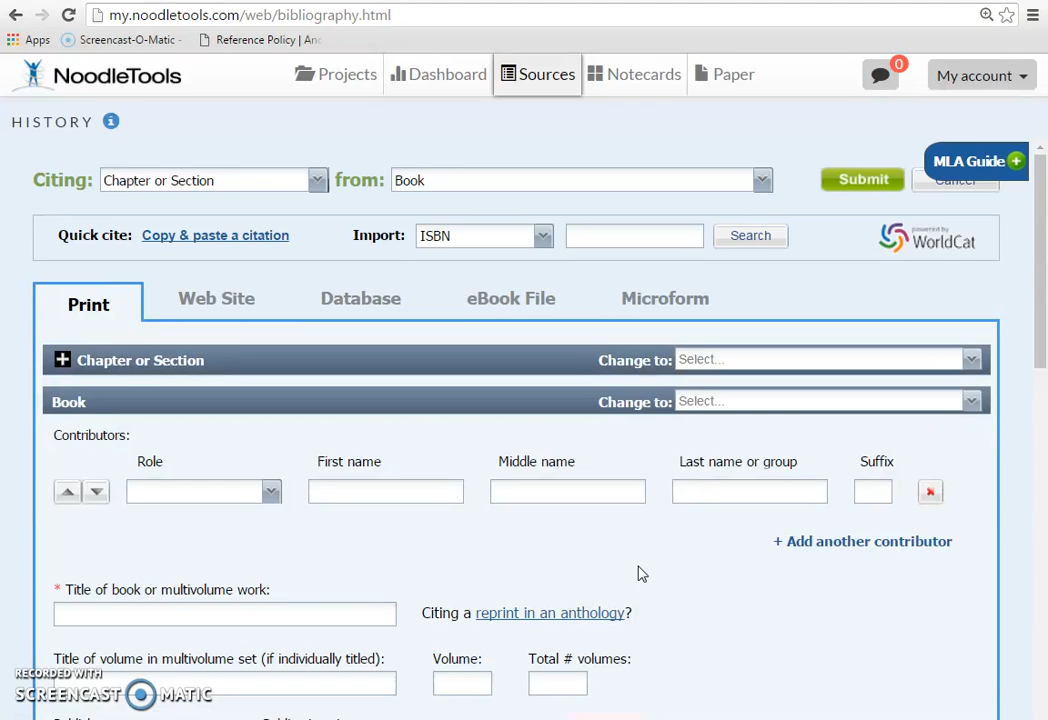 my.noodletools.com/web/bibliography.html
Apps Screencast-O-Matic - Reference Policy | An
NoodleTools Projects Dashboard Sources Notecards Paper 0 My account
HISTORY
MLA Guide
Citing: Chapter or Section from: Book Submit Cancel
Quick cite: Copy & paste a citation Import: ISBN Search powered by WorldCat
Print Web Site Database eBook File Microform
Chapter or Section Change to: Select...
Book Change to: Select...
Contributors:
Role First name Middle name Last name or group Suffix
+ Add another contributor
* Title of book or multivolume work:
Citing a reprint in an anthology?
Title of volume in multivolume set (if individually titled): Volume: Total # volumes:
RECORDED WITH
SCREENCAST MATIC